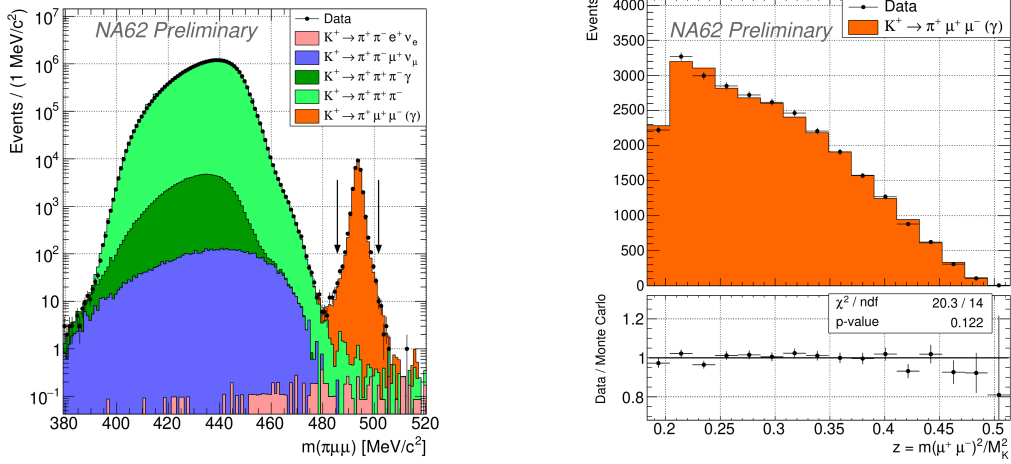 NA62 Preliminary
Events / (1 MeV/c²)
10⁷
10⁶
10⁵
10⁴
10³
10²
10
1
10⁻¹
Data
K⁺ → π⁺ π⁻ e⁺ νₑ
K⁺ → π⁺ π⁻ μ⁺ ν_μ
K⁺ → π⁺ π⁺ π⁻ γ
K⁺ → π⁺ π⁺ π⁻
K⁺ → π⁺ μ⁺ μ⁻ (γ)
380 400 420 440 460 480 500 520
m(πμμ) [MeV/c²]
Events
NA62 Preliminary
Data
K⁺ → π⁺ μ⁺ μ⁻ (γ)
4000
3500
3000
2500
2000
1500
1000
500
0
Data / Monte Carlo
χ² / ndf 20.3 / 14
p-value 0.122
1.2
1
0.8
0.2 0.25 0.3 0.35 0.4 0.45 0.5
z = m(μ⁺ μ⁻)²/M²_K